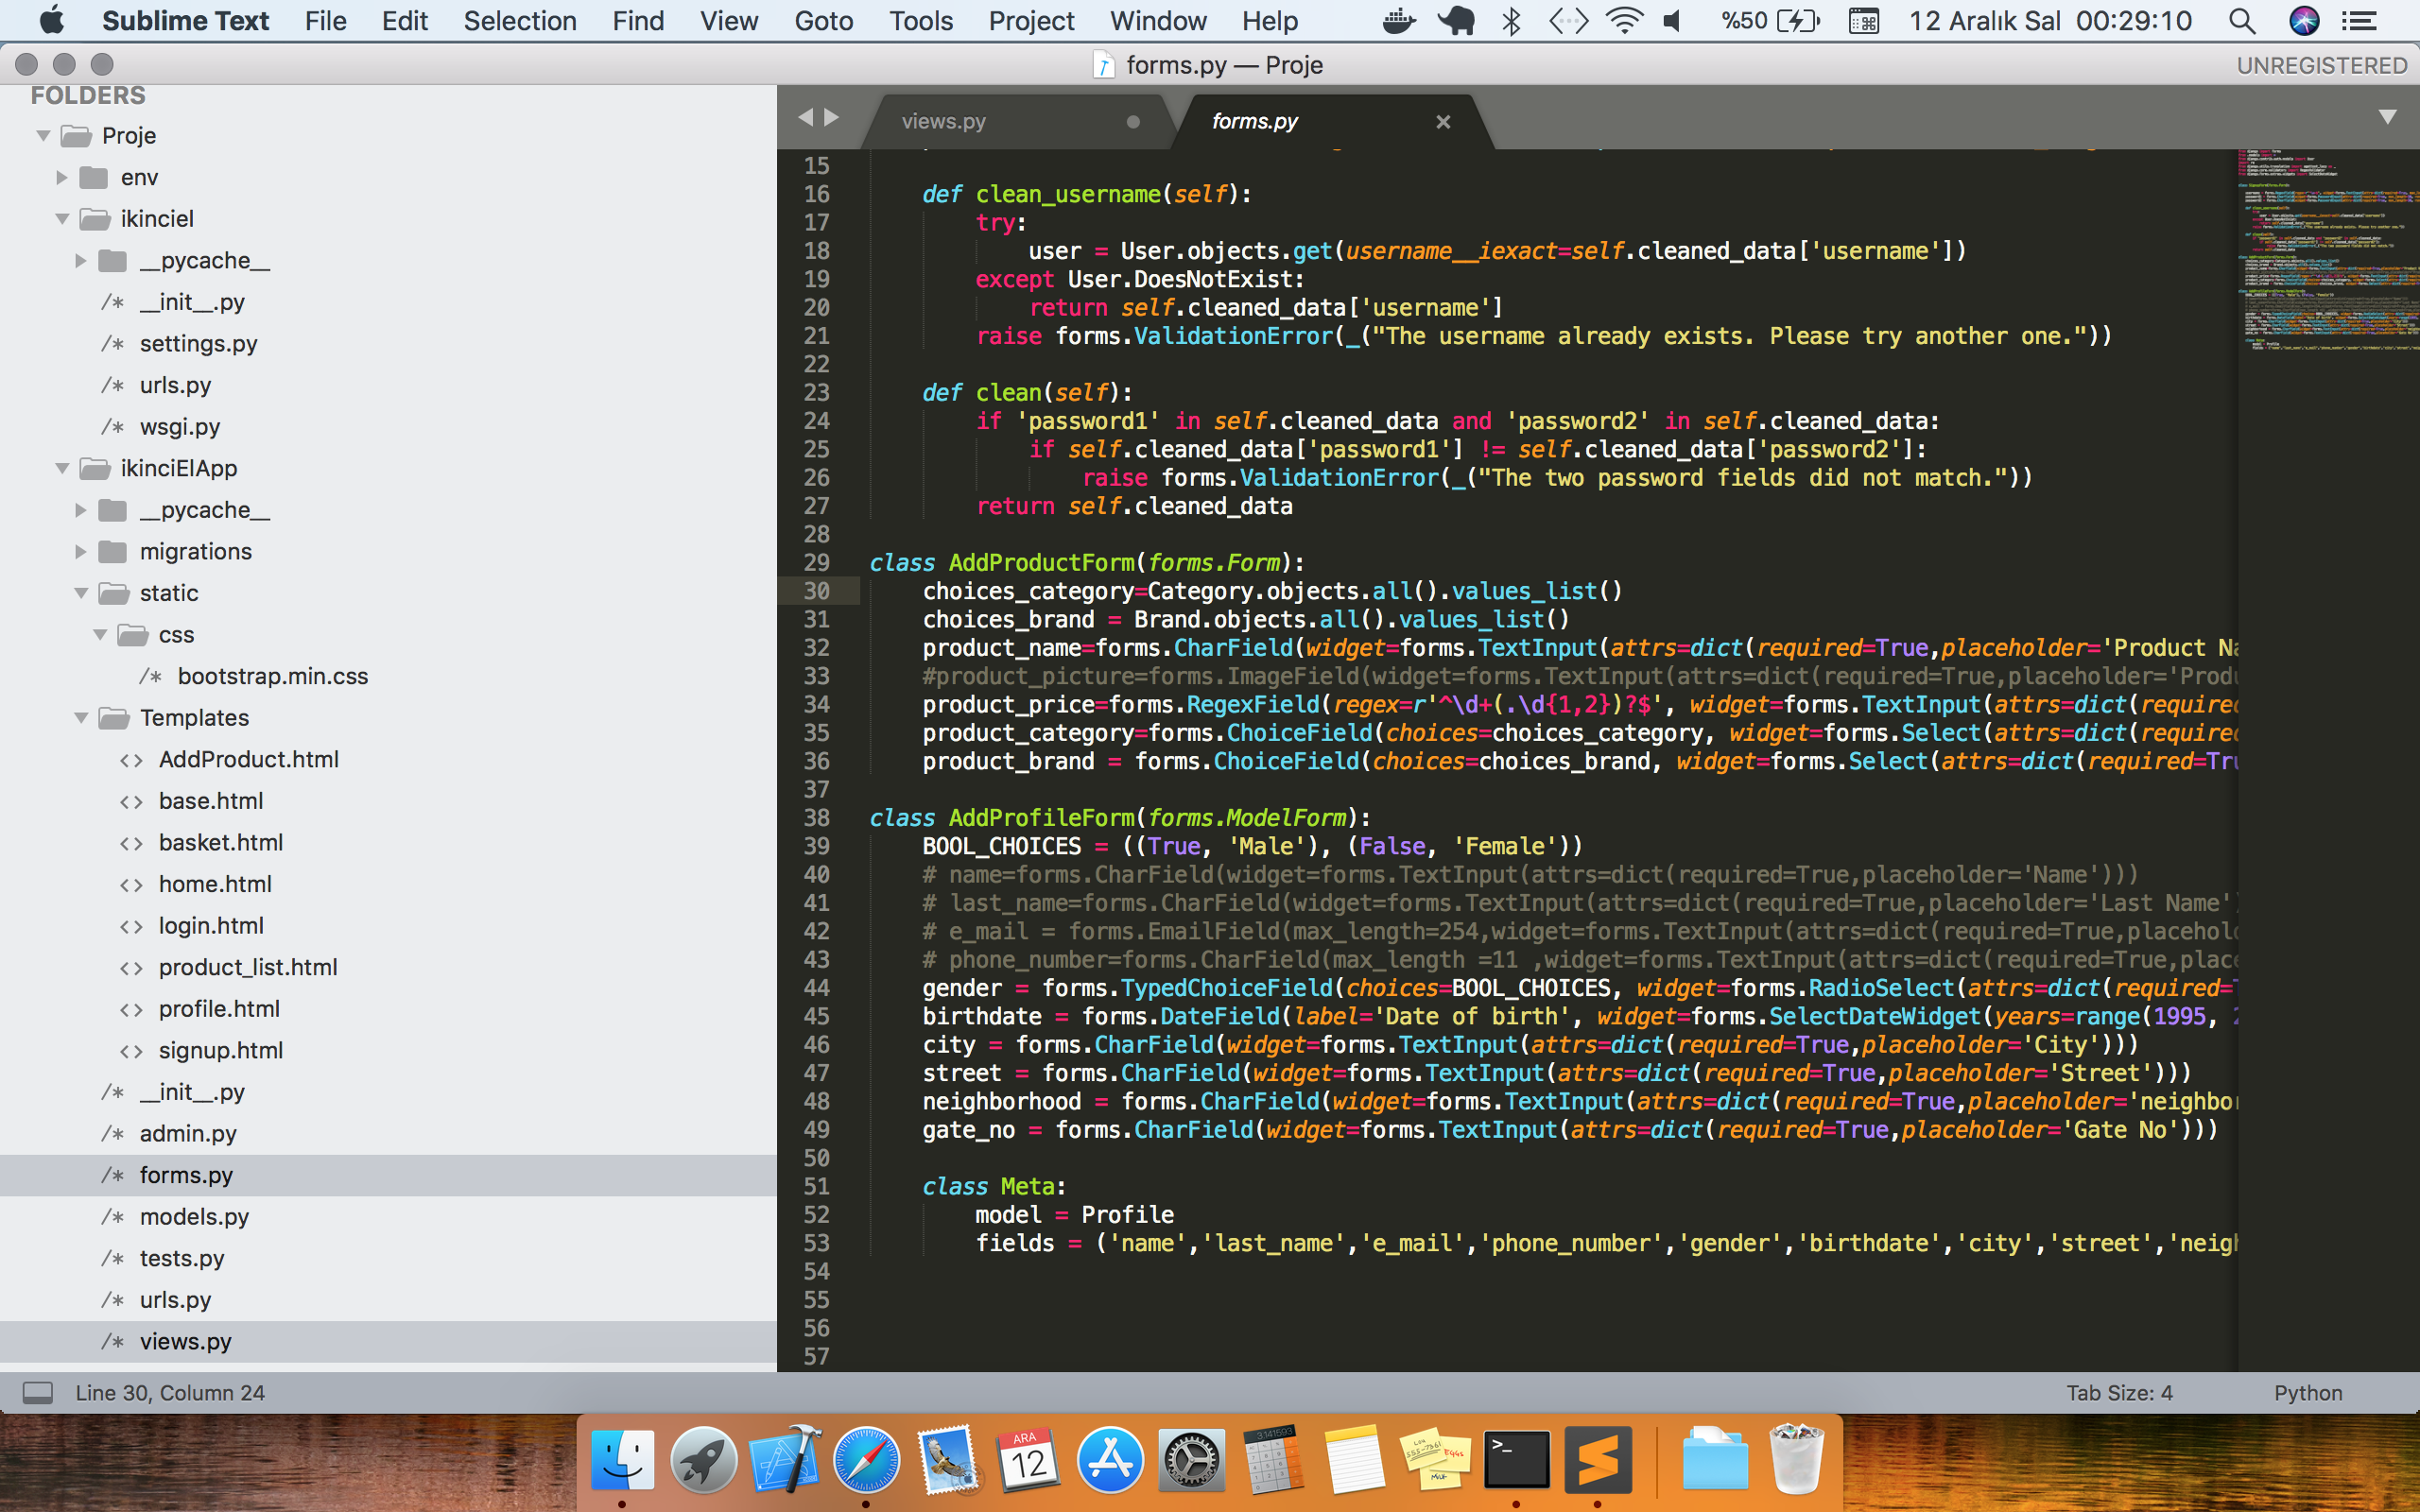 Sublime Text File Edit Selection Find View Goto Tools Project Window Help %50 12 Aralık Sal 00:29:10
forms.py — Proje UNREGISTERED
FOLDERS
Proje
env
ikinciel
__pycache__
/* __init__.py
/* settings.py
/* urls.py
/* wsgi.py
ikinciElApp
__pycache__
migrations
static
css
/* bootstrap.min.css
Templates
<> AddProduct.html
<> base.html
<> basket.html
<> home.html
<> login.html
<> product_list.html
<> profile.html
<> signup.html
/* __init__.py
/* admin.py
/* forms.py
/* models.py
/* tests.py
/* urls.py
/* views.py
views.py forms.py
15
16 def clean_username(self):
17 try:
18 user = User.objects.get(username__iexact=self.cleaned_data['username'])
19 except User.DoesNotExist:
20 return self.cleaned_data['username']
21 raise forms.ValidationError(_("The username already exists. Please try another one."))
22
23 def clean(self):
24 if 'password1' in self.cleaned_data and 'password2' in self.cleaned_data:
25 if self.cleaned_data['password1'] != self.cleaned_data['password2']:
26 raise forms.ValidationError(_("The two password fields did not match."))
27 return self.cleaned_data
28
29 class AddProductForm(forms.Form):
30 choices_category=Category.objects.all().values_list()
31 choices_brand = Brand.objects.all().values_list()
32 product_name=forms.CharField(widget=forms.TextInput(attrs=dict(required=True,placeholder='Product Na
33 #product_picture=forms.ImageField(widget=forms.TextInput(attrs=dict(required=True,placeholder='Produ
34 product_price=forms.RegexField(regex=r'^\d+(.\d{1,2})?$', widget=forms.TextInput(attrs=dict(required
35 product_category=forms.ChoiceField(choices=choices_category, widget=forms.Select(attrs=dict(required
36 product_brand = forms.ChoiceField(choices=choices_brand, widget=forms.Select(attrs=dict(required=Tru
37
38 class AddProfileForm(forms.ModelForm):
39 BOOL_CHOICES = ((True, 'Male'), (False, 'Female'))
40 # name=forms.CharField(widget=forms.TextInput(attrs=dict(required=True,placeholder='Name')))
41 # last_name=forms.CharField(widget=forms.TextInput(attrs=dict(required=True,placeholder='Last Name')
42 # e_mail = forms.EmailField(max_length=254,widget=forms.TextInput(attrs=dict(required=True,placehold
43 # phone_number=forms.CharField(max_length =11 ,widget=forms.TextInput(attrs=dict(required=True,place
44 gender = forms.TypedChoiceField(choices=BOOL_CHOICES, widget=forms.RadioSelect(attrs=dict(required=T
45 birthdate = forms.DateField(label='Date of birth', widget=forms.SelectDateWidget(years=range(1995, 2
46 city = forms.CharField(widget=forms.TextInput(attrs=dict(required=True,placeholder='City')))
47 street = forms.CharField(widget=forms.TextInput(attrs=dict(required=True,placeholder='Street')))
48 neighborhood = forms.CharField(widget=forms.TextInput(attrs=dict(required=True,placeholder='neighbor
49 gate_no = forms.CharField(widget=forms.TextInput(attrs=dict(required=True,placeholder='Gate No')))
50
51 class Meta:
52 model = Profile
53 fields = ('name','last_name','e_mail','phone_number','gender','birthdate','city','street','neigh
54
55
56
57
Line 30, Column 24 Tab Size: 4 Python
ARA
12
3.141593
EGGS
MILK
>_